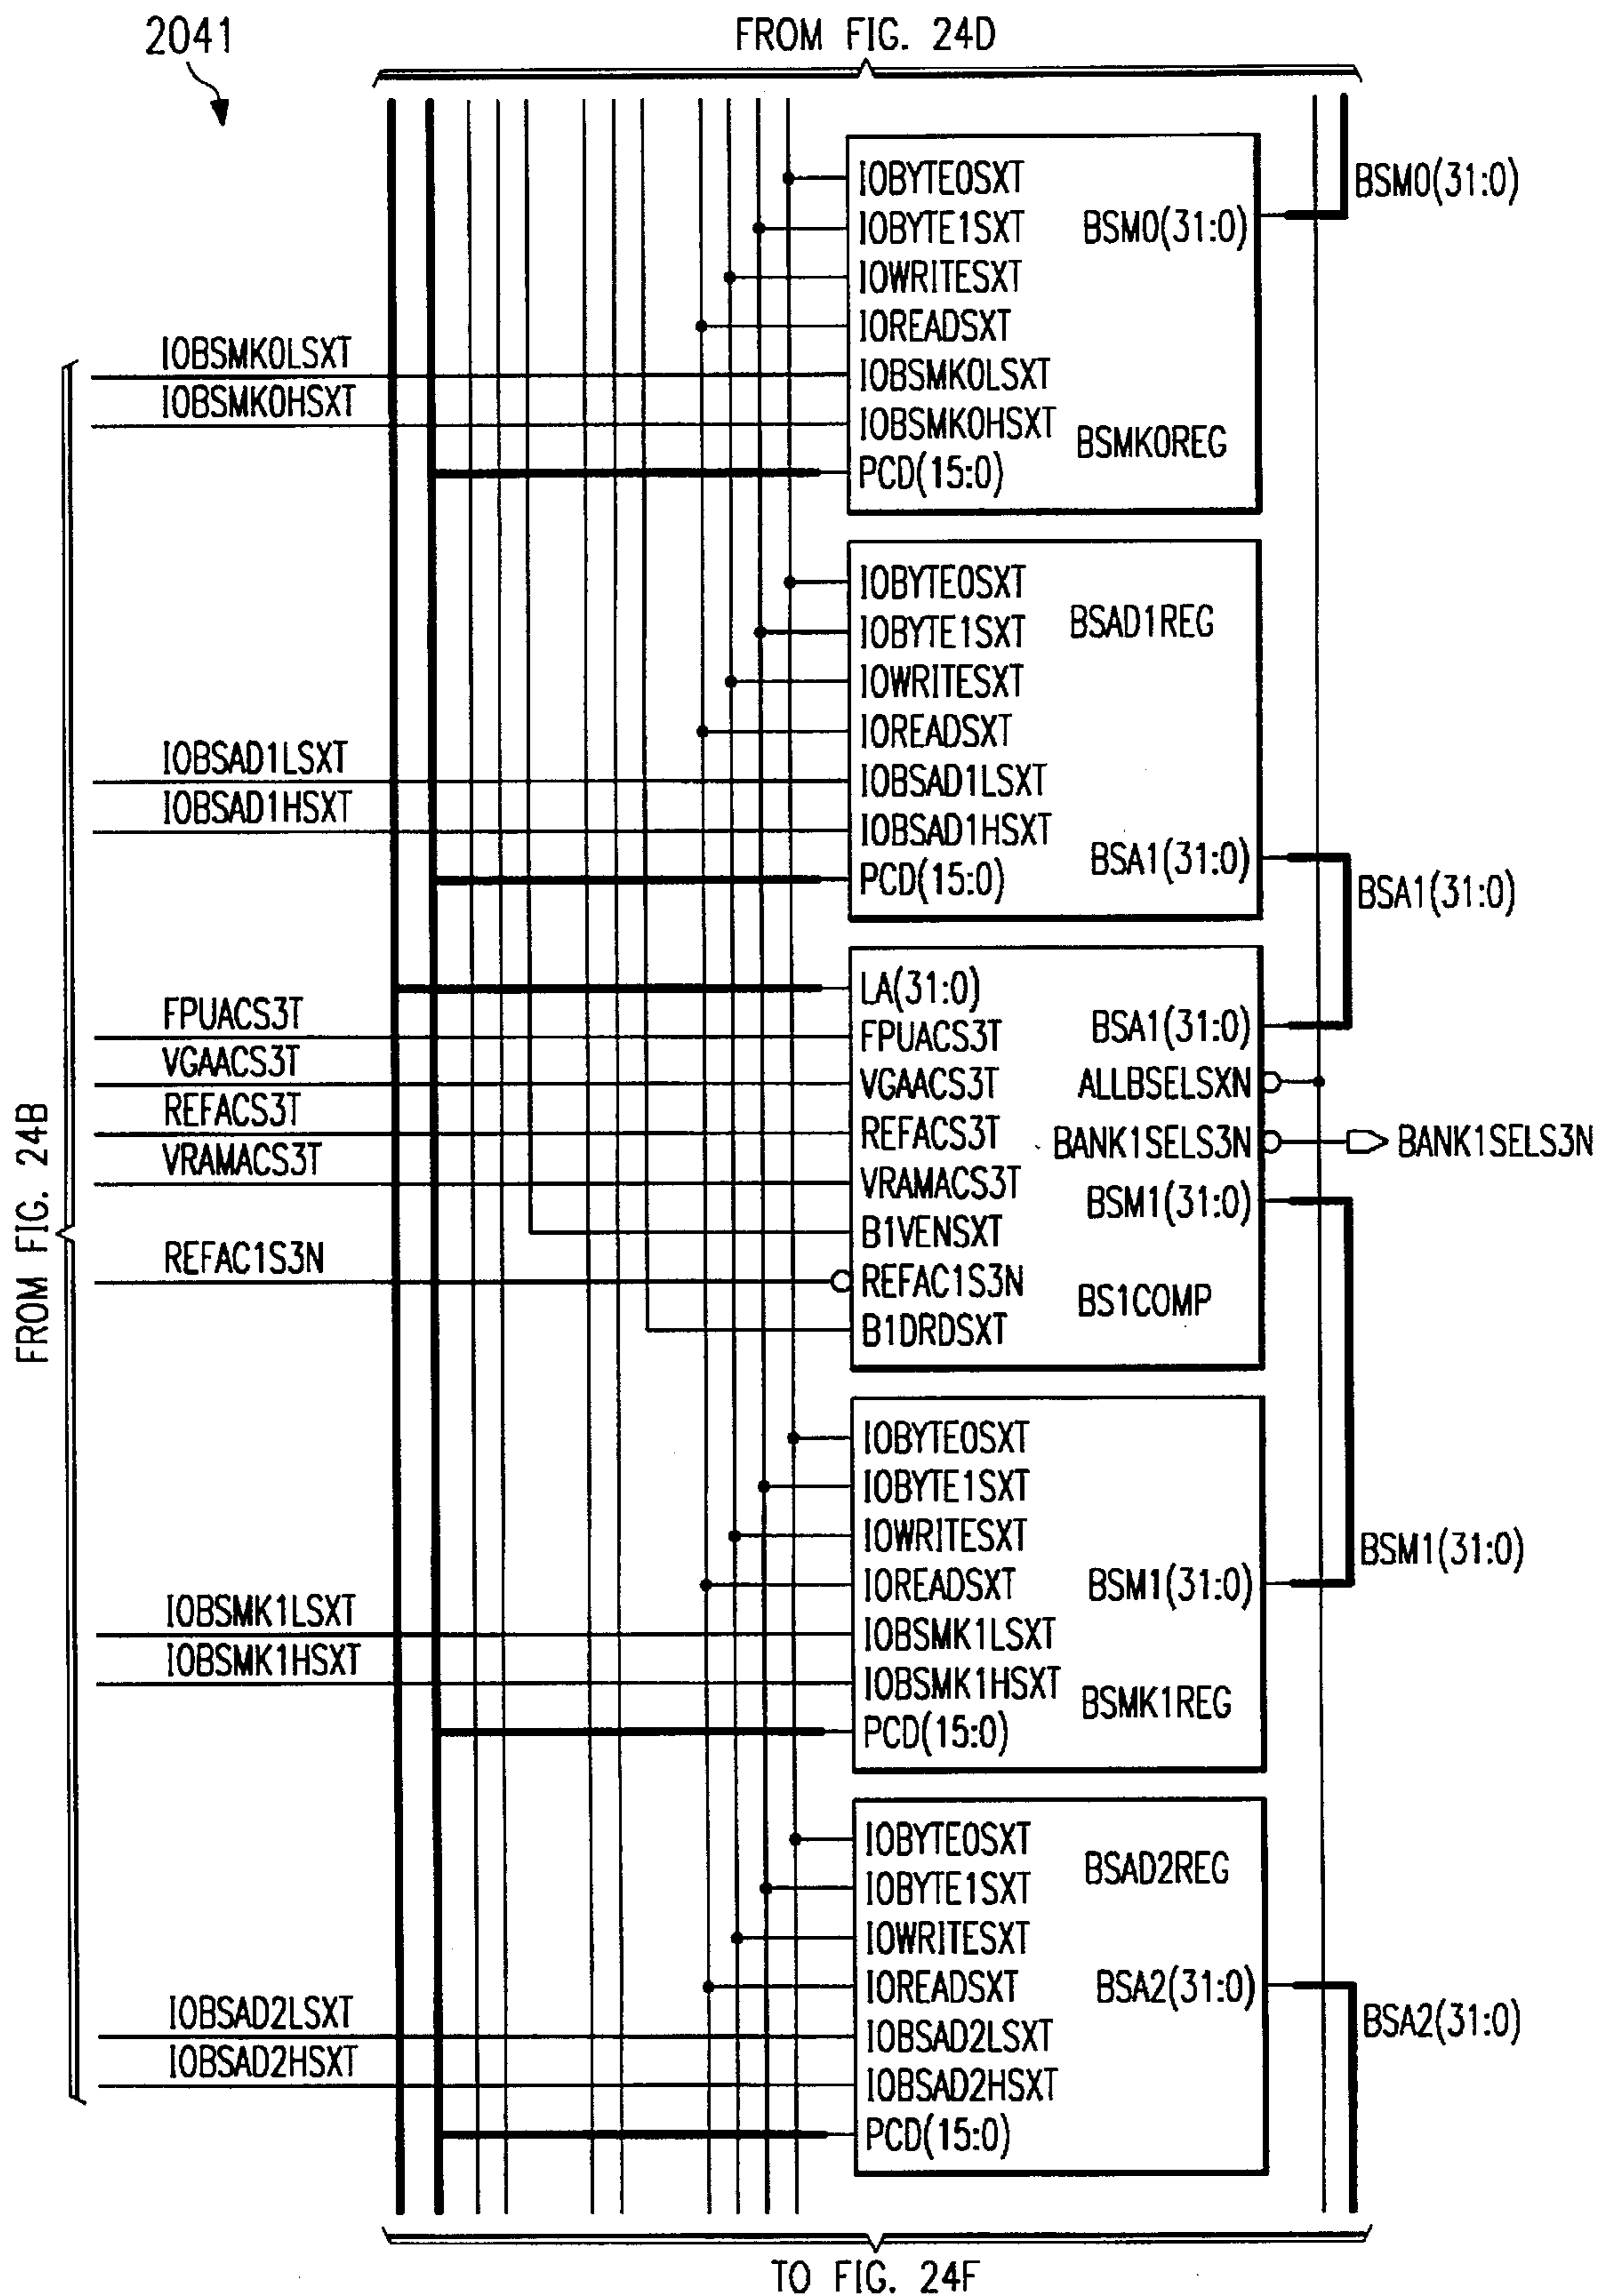 2041
FROM FIG. 24D
IOBYTE0SXT
IOBYTE1SXT
BSM0(31:0)
BSM0(31:0)
IOWRITESXT
IOREADSXT
IOBSMK0LSXT
IOBSMK0LSXT
IOBSMK0HSXT
IOBSMK0HSXT
BSMK0REG
PCD(15:0)
IOBYTE0SXT
IOBYTE1SXT
BSAD1REG
IOWRITESXT
IOREADSXT
IOBSAD1LSXT
IOBSAD1LSXT
IOBSAD1HSXT
IOBSAD1HSXT
BSA1(31:0)
PCD(15:0)
BSA1(31:0)
LA(31:0)
FPUACS3T
FPUACS3T
BSA1(31:0)
VGAACS3T
VGAACS3T
ALLBSELSXN
REFACS3T
REFACS3T
BANK1SELS3N
BANK1SELS3N
VRAMACS3T
VRAMACS3T
BSM1(31:0)
B1VENSXT
REFAC1S3N
REFAC1S3N
BS1COMP
B1DRDSXT
FROM FIG. 24B
IOBYTE0SXT
IOBYTE1SXT
IOWRITESXT
BSM1(31:0)
IOREADSXT
BSM1(31:0)
IOBSMK1LSXT
IOBSMK1LSXT
IOBSMK1HSXT
IOBSMK1HSXT
BSMK1REG
PCD(15:0)
IOBYTE0SXT
BSAD2REG
IOBYTE1SXT
IOWRITESXT
IOREADSXT
BSA2(31:0)
BSA2(31:0)
IOBSAD2LSXT
IOBSAD2LSXT
IOBSAD2HSXT
IOBSAD2HSXT
PCD(15:0)
TO FIG. 24F